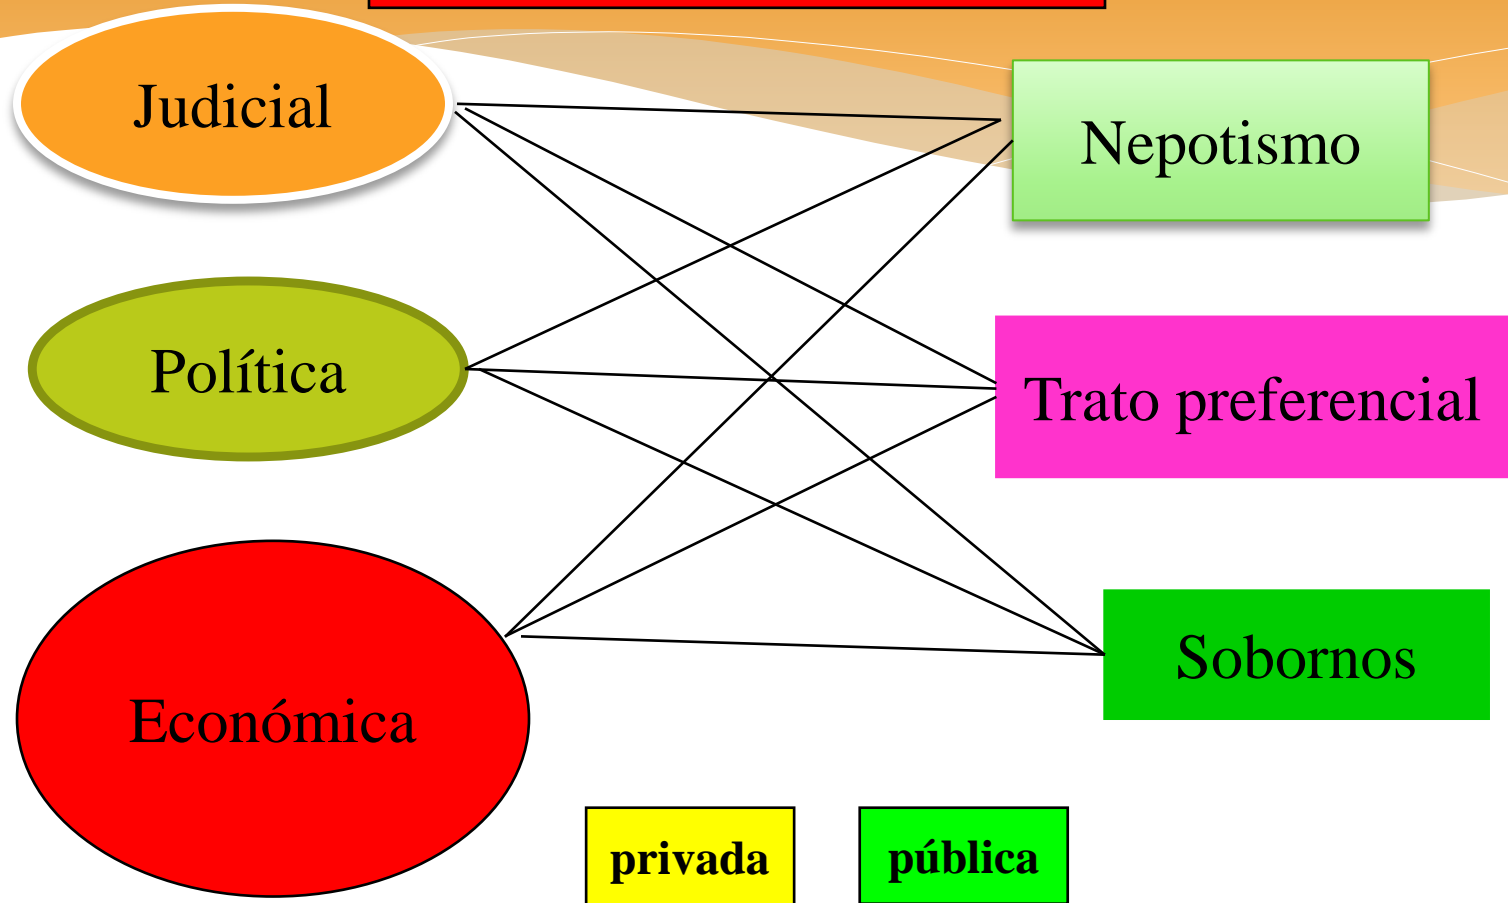 Judicial
Nepotismo
Política
Trato preferencial
Sobornos
Económica
privada
pública